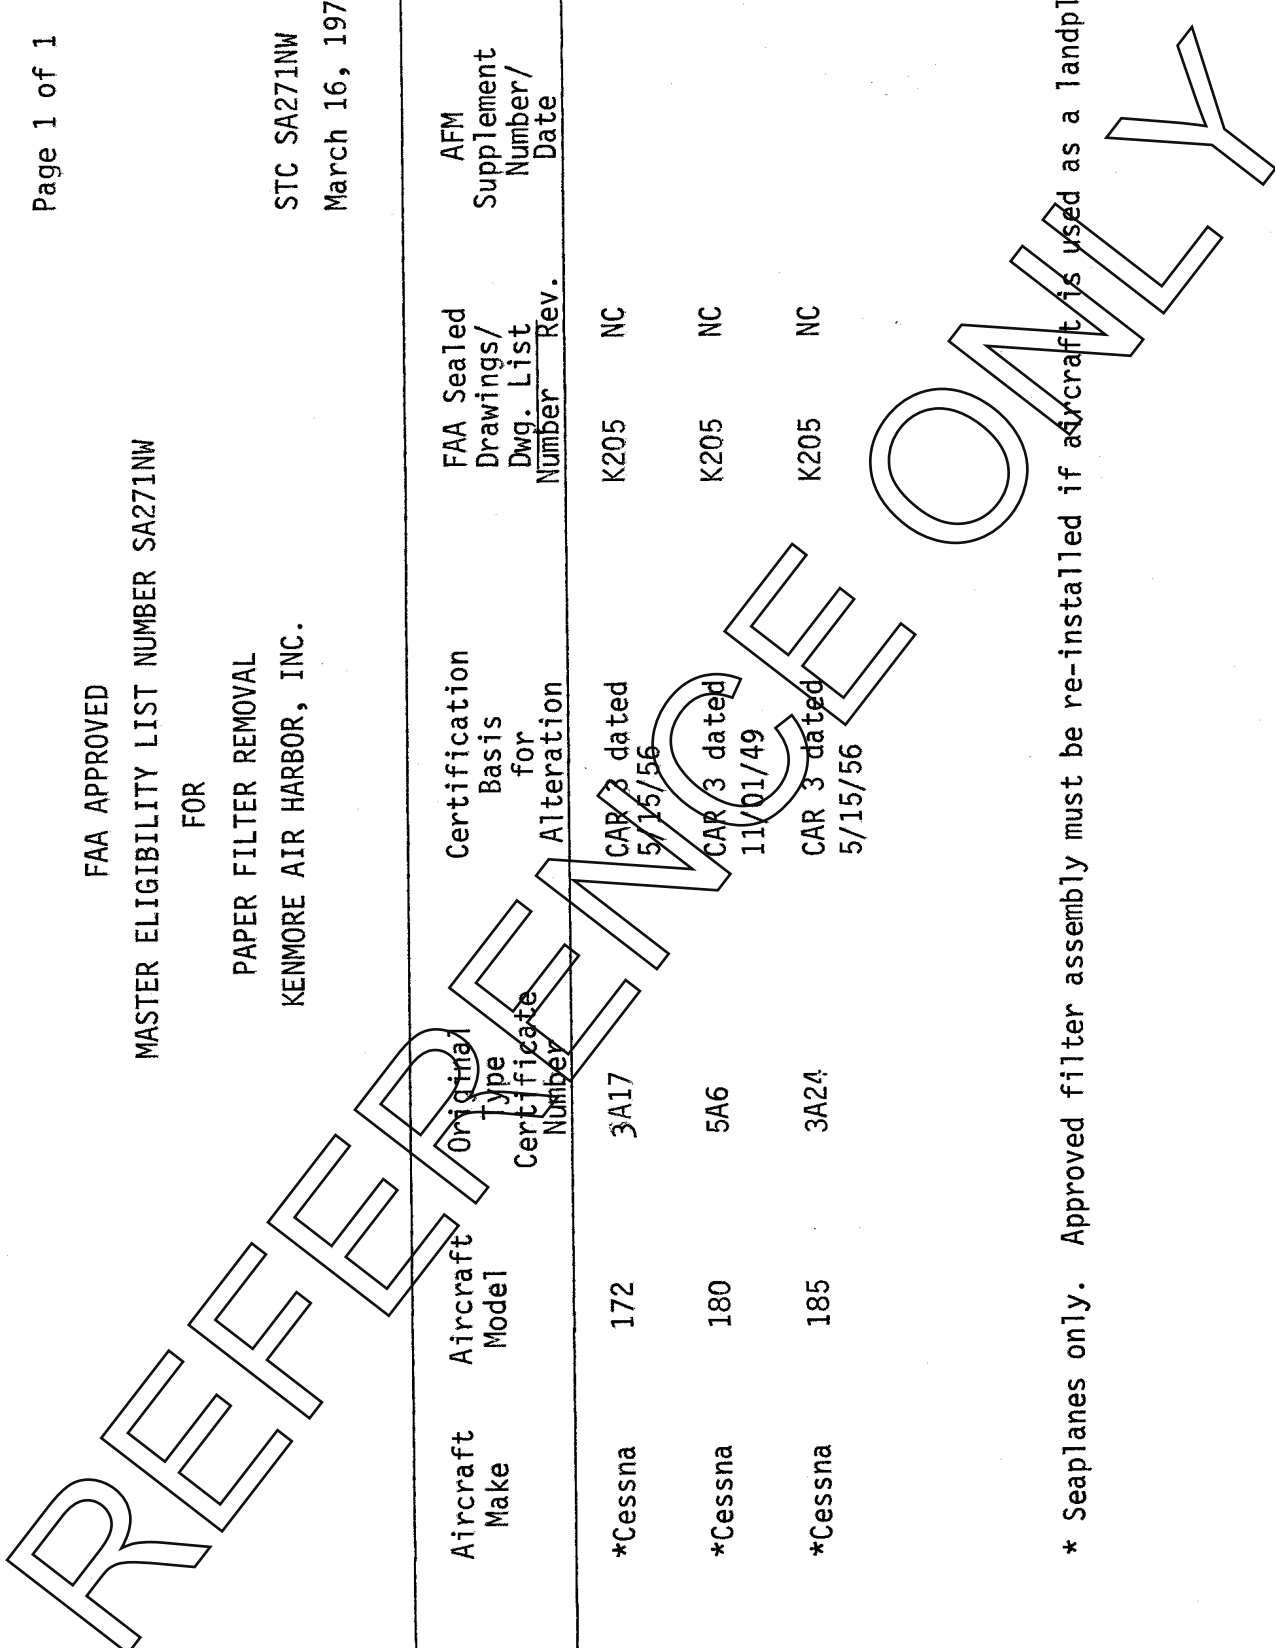 Page 1 of 1
FAA APPROVED
MASTER ELIGIBILITY LIST NUMBER SA271NW
FOR
PAPER FILTER REMOVAL
KENMORE AIR HARBOR, INC.
STC SA271NW
March 16, 197
Aircraft Make
Aircraft Model
Original Type Certificate Number
Certification Basis for Alteration
FAA Sealed Drawings/ Dwg. List Number Rev.
AFM Supplement Number/ Date
*Cessna 172 3A17 CAR 3 dated 5/15/56 K205 NC
*Cessna 180 5A6 CAR 3 dated 11/01/49 K205 NC
*Cessna 185 3A24 CAR 3 dated 5/15/56 K205 NC
* Seaplanes only. Approved filter assembly must be re-installed if aircraft is used as a landpl
REFERENCE ONLY